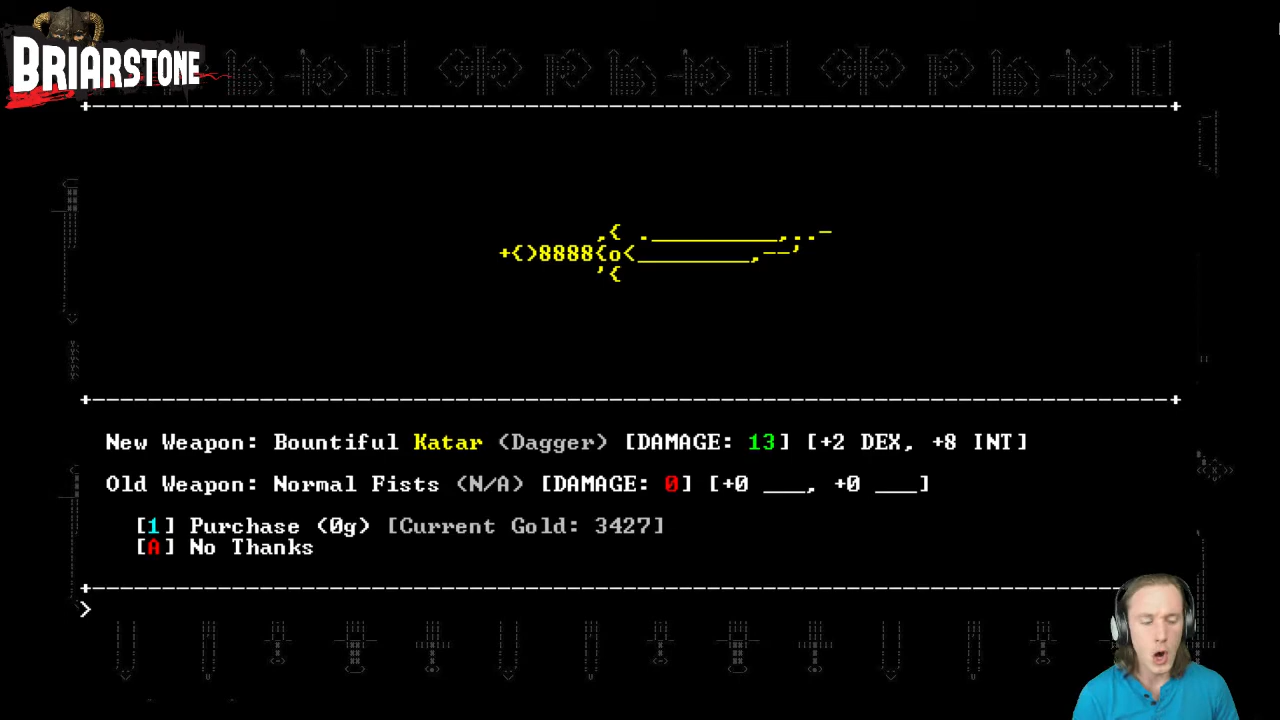 BRIARSTONE
New Weapon: Bountiful Katar (Dagger) [DAMAGE: 13] [+2 DEX, +8 INT]
Old Weapon: Normal Fists (N/A) [DAMAGE: 0] [+0 ___, +0 ___]
[1] Purchase (0g) [Current Gold: 3427]
[A] No Thanks
>